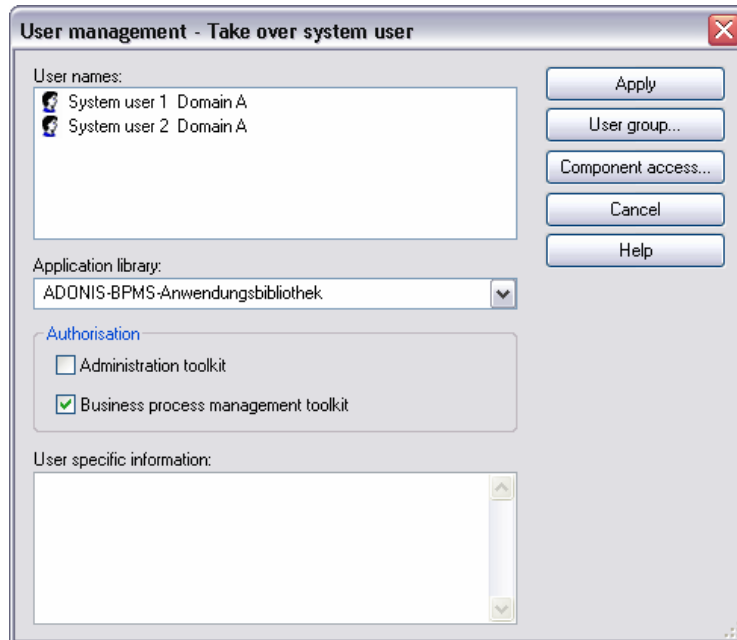 User management - Take over system user
User names:
System user 1 Domain A
System user 2 Domain A
Apply
User group...
Component access...
Cancel
Help
Application library:
ADONIS-BPMS-Anwendungsbibliothek
Authorisation
Administration toolkit
Business process management toolkit
User specific information: